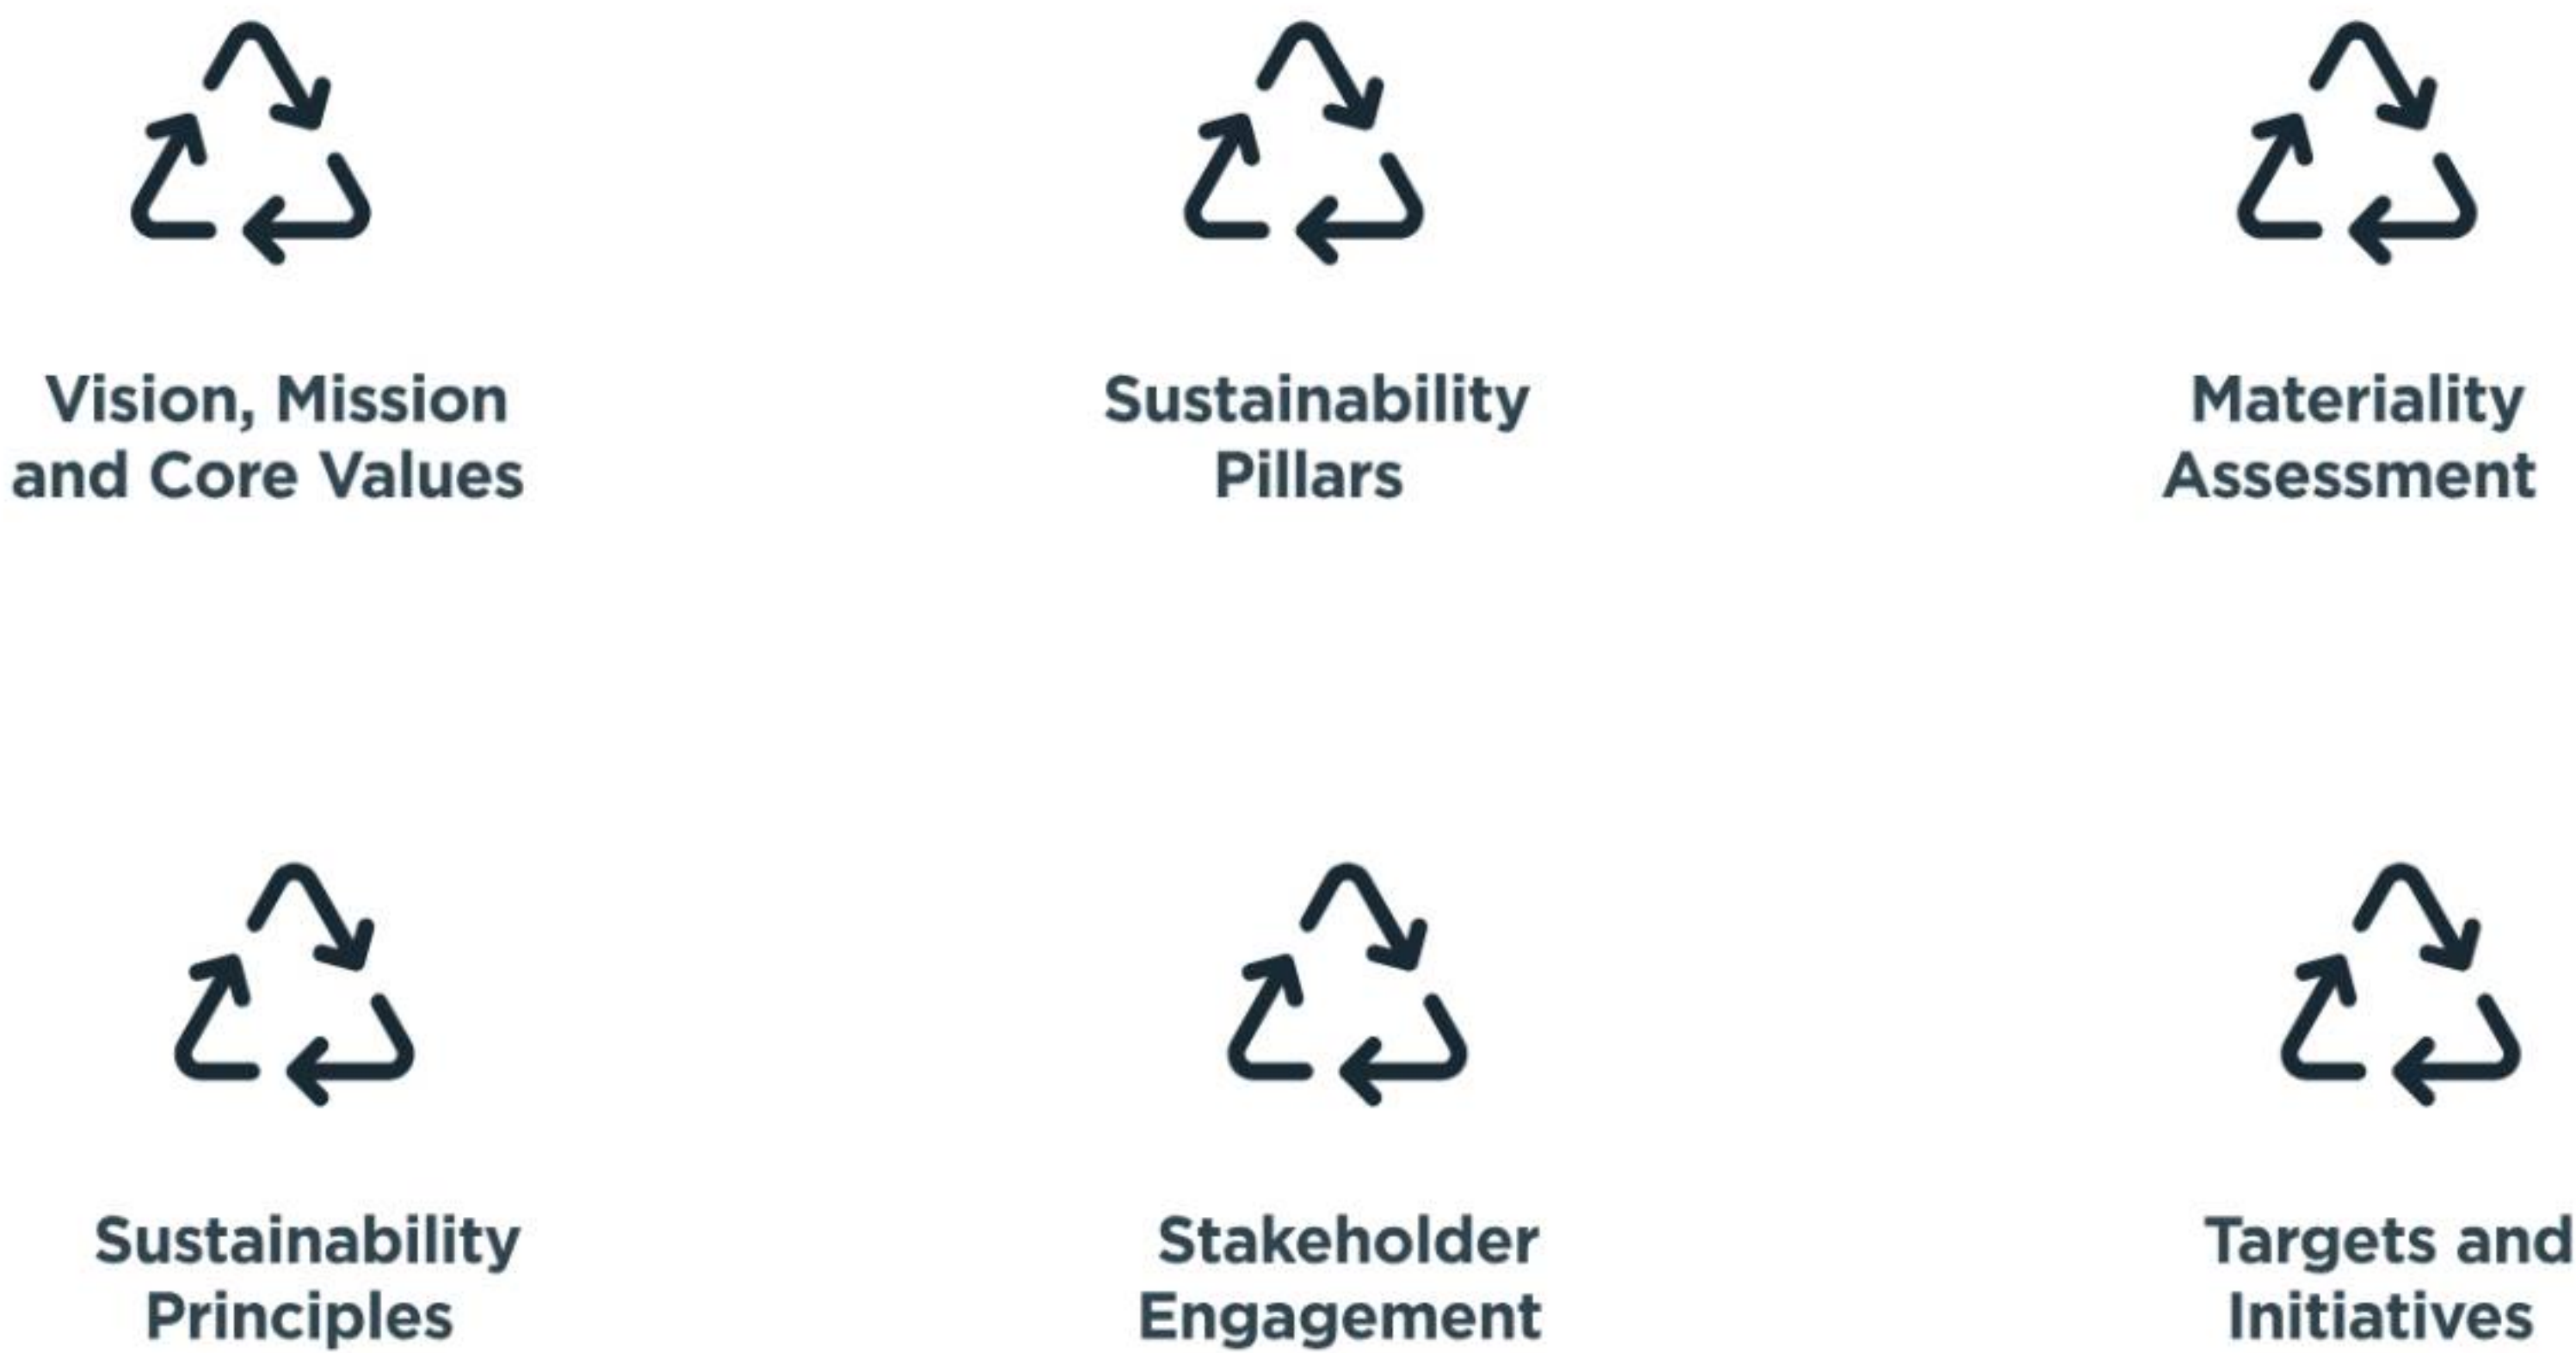 Vision, Mission
and Core Values
Sustainability
Pillars
Materiality
Assessment
Sustainability
Principles
Stakeholder
Engagement
Targets and
Initiatives